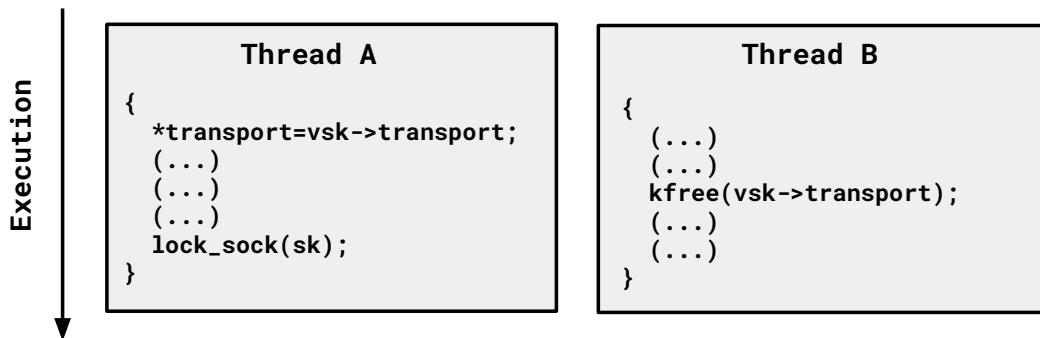 Execution
Thread A
{
*transport=vsk->transport;
(...)
(...)
(...)
lock_sock(sk);
}
Thread B
{
(...)
(...)
kfree(vsk->transport);
(...)
(...)
}